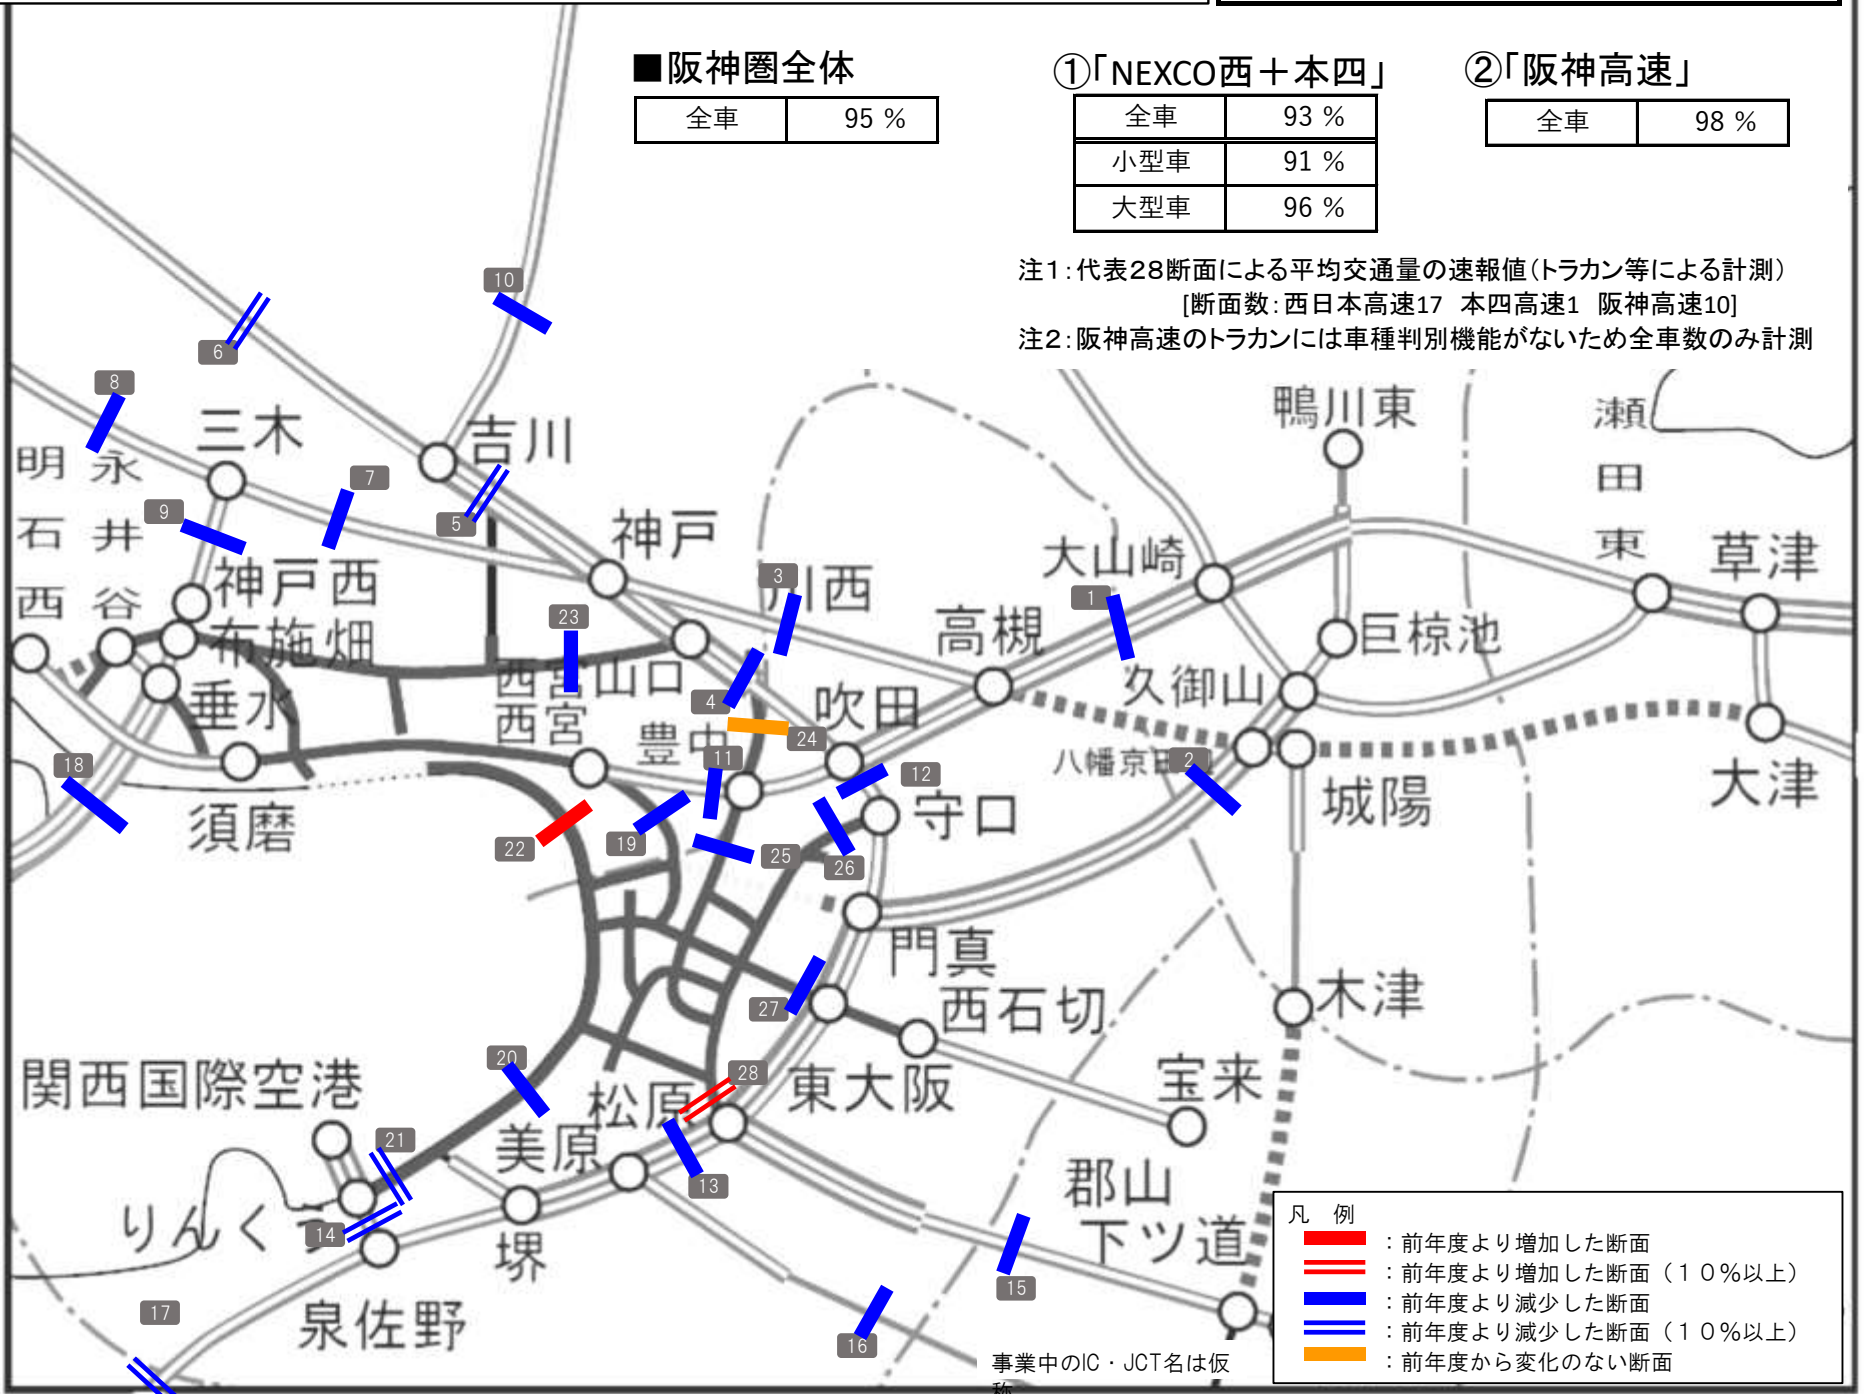 ■阪神圏全体
全車 95 %
①「NEXCO西＋本四」
全車 93 %
小型車 91 %
大型車 96 %
②「阪神高速」
全車 98 %
注1：代表28断面による平均交通量の速報値（トラカン等による計測）
[断面数：西日本高速17 本四高速1 阪神高速10]
注2：阪神高速のトラカンには車種判別機能がないため全車数のみ計測
10
6
8
三木
吉川
鴨川東
瀬田東
明石西
永井谷
7
9
5
神戸
大山崎
草津
神戸西
3
川西
1
23
高槻
巨椋池
布施畑
西宮山口
久御山
垂水
西宮
4
吹田
豊中
24
11
18
12
八幡京田
2
城陽
大津
須磨
守口
22
19
25
26
門真
27
西石切
木津
20
関西国際空港
松原
28
東大阪
宝来
21
美原
13
郡山下ツ道
りんくう
14
堺
15
17
泉佐野
16
事業中のIC・JCT名は仮
称
凡 例
：前年度より増加した断面
：前年度より増加した断面（１０％以上）
：前年度より減少した断面
：前年度より減少した断面（１０％以上）
：前年度から変化のない断面